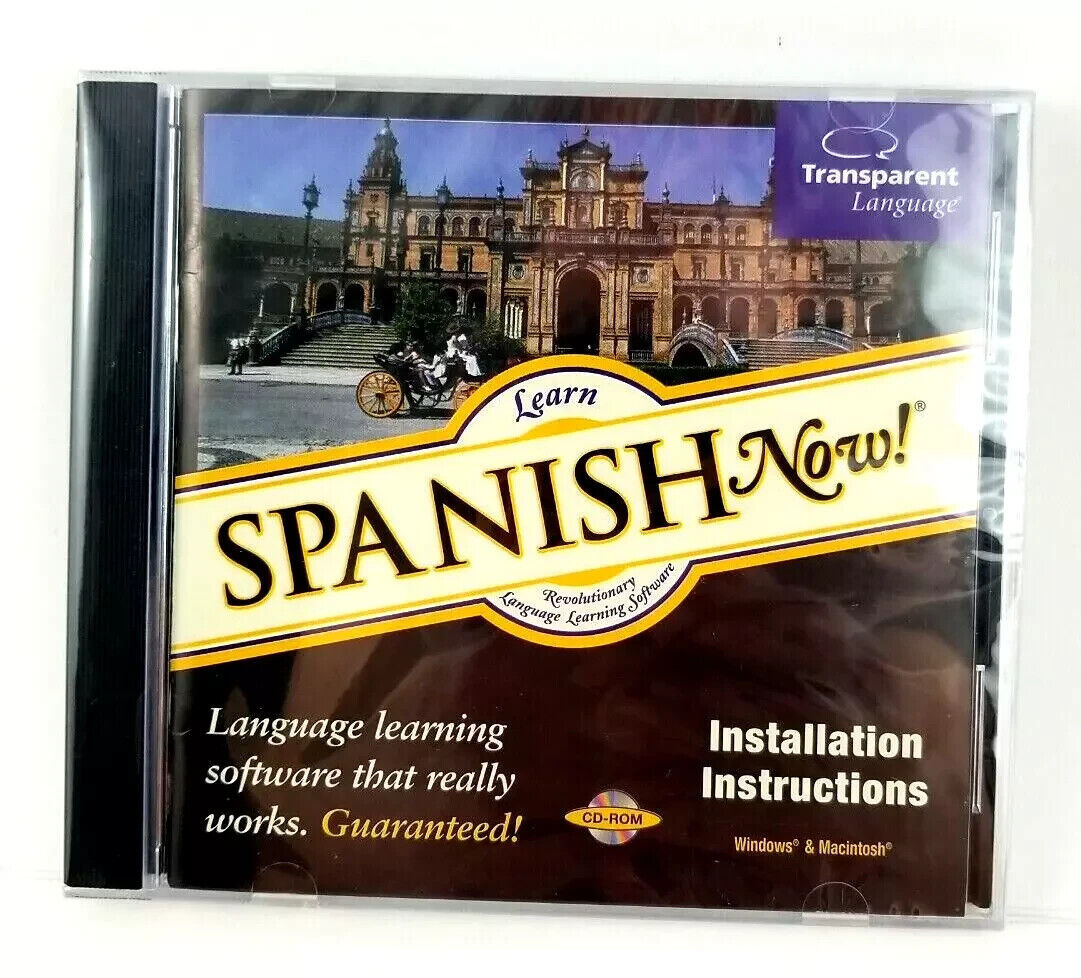 Transparent
Language®
Learn
SPANISH Now!®
Revolutionary
Language Learning Software
Language learning
software that really
works. Guaranteed!
CD-ROM
Installation
Instructions
Windows® & Macintosh®